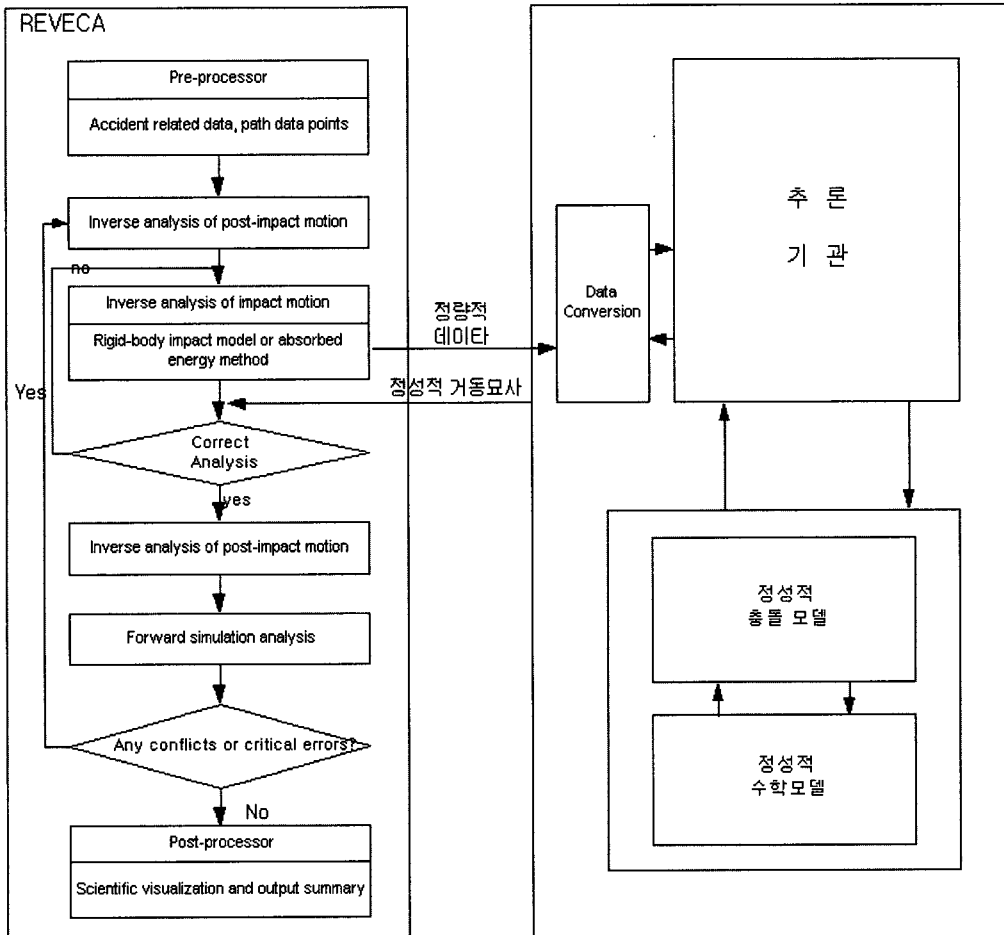 REVECA
Pre-processor
Accident related data, path data points
Inverse analysis of post-impact motion
no
Inverse analysis of impact motion
Rigid-body impact model or absorbed
energy method
Yes
Correct
Analysis
yes
Inverse analysis of post-impact motion
Forward simulation analysis
Any conflicts or critical errors?
No
Post-processor
Scientific visualization and output summary
정량적
데이타
정성적 거동묘사
Data
Conversion
추 론
기 관
정성적
충돌 모델
정성적
수학모델